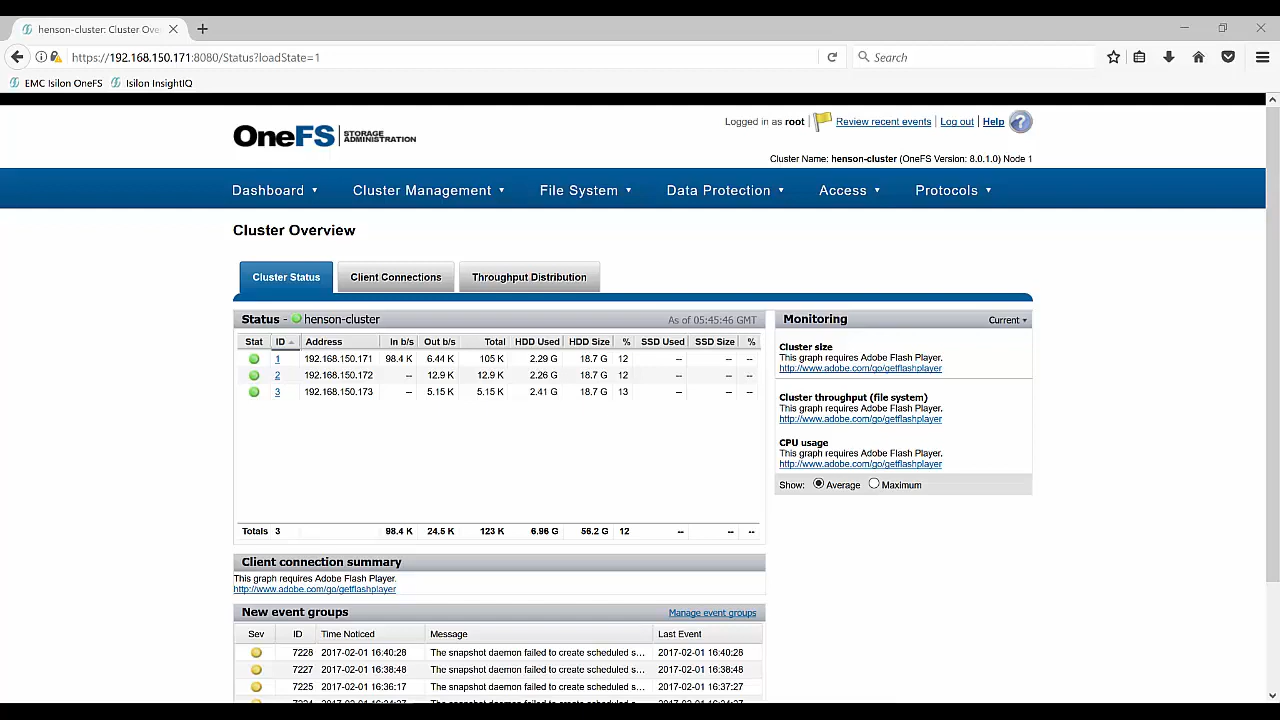 henson-cluster: Cluster Ove
https://192.168.150.171:8080/Status?loadState=1
Search
EMC Isilon OneFS
Isilon InsightIQ
OneFS STORAGE ADMINISTRATION
Logged in as root | Review recent events | Log out | Help
Cluster Name: henson-cluster (OneFS Version: 8.0.1.0) Node 1
Dashboard
Cluster Management
File System
Data Protection
Access
Protocols
Cluster Overview
Cluster Status
Client Connections
Throughput Distribution
Status - henson-cluster As of 05:45:46 GMT
Stat ID Address In b/s Out b/s Total HDD Used HDD Size % SSD Used SSD Size %
1 192.168.150.171 98.4 K 6.44 K 105 K 2.29 G 18.7 G 12 -- -- --
2 192.168.150.172 -- 12.9 K 12.9 K 2.26 G 18.7 G 12 -- -- --
3 192.168.150.173 -- 5.15 K 5.15 K 2.41 G 18.7 G 13 -- -- --
Totals 3 98.4 K 24.5 K 123 K 6.96 G 56.2 G 12 -- -- --
Monitoring Current
Cluster size
This graph requires Adobe Flash Player.
http://www.adobe.com/go/getflashplayer
Cluster throughput (file system)
This graph requires Adobe Flash Player.
http://www.adobe.com/go/getflashplayer
CPU usage
This graph requires Adobe Flash Player.
http://www.adobe.com/go/getflashplayer
Show: Average Maximum
Client connection summary
This graph requires Adobe Flash Player.
http://www.adobe.com/go/getflashplayer
New event groups Manage event groups
Sev ID Time Noticed Message Last Event
7228 2017-02-01 16:40:28 The snapshot daemon failed to create scheduled s... 2017-02-01 16:40:28
7227 2017-02-01 16:38:48 The snapshot daemon failed to create scheduled s... 2017-02-01 16:38:48
7225 2017-02-01 16:36:17 The snapshot daemon failed to create scheduled s... 2017-02-01 16:37:27